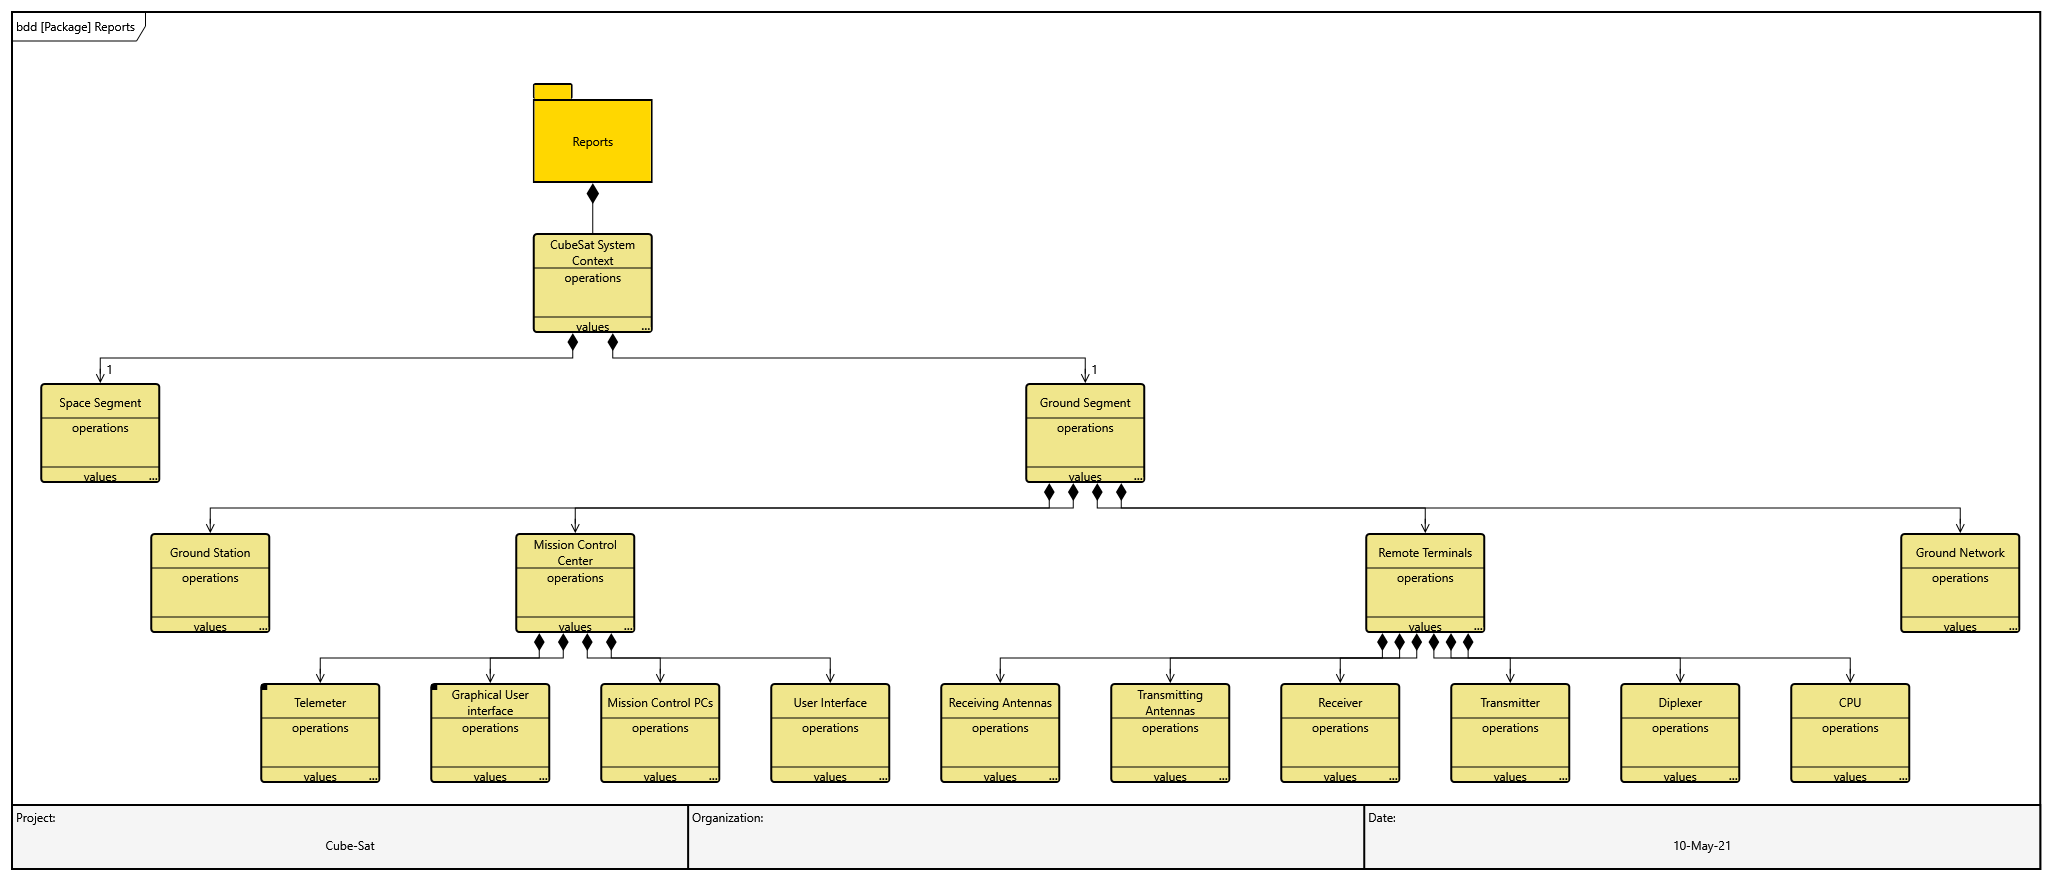 bdd [Package] Reports
Reports
CubeSat System
Context
operations
values ...
1
1
Space Segment
operations
values ...
Ground Segment
operations
values ...
Ground Station
operations
values ...
Mission Control
Center
operations
values ...
Remote Terminals
operations
values ...
Ground Network
operations
values ...
Telemeter
operations
values ...
Graphical User
interface
operations
values ...
Mission Control PCs
operations
values ...
User Interface
operations
values ...
Receiving Antennas
operations
values ...
Transmitting
Antennas
operations
values ...
Receiver
operations
values ...
Transmitter
operations
values ...
Diplexer
operations
values ...
CPU
operations
values ...
Project:
Cube-Sat
Organization:
Date:
10-May-21